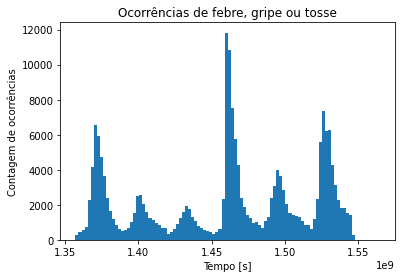 Ocorrências de febre, gripe ou tosse
Contagem de ocorrências
12000
10000
8000
6000
4000
2000
0
1.35 1.40 1.45 1.50 1.55
1e9
Tempo [s]